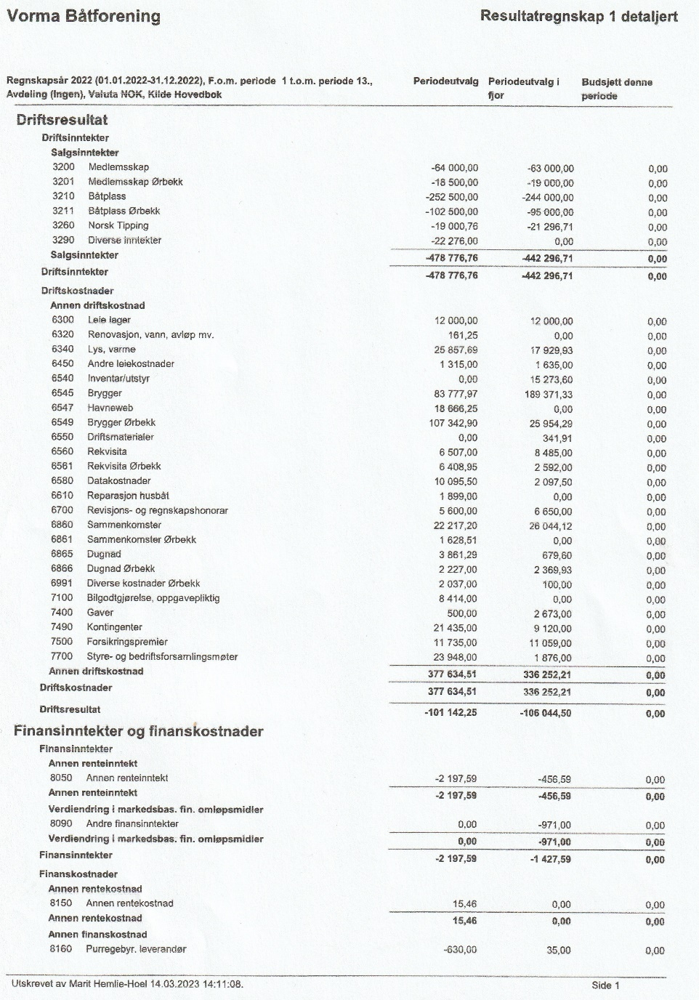 Vorma Båtforening Resultatregnskap 1 detaljert
Regnskapsår 2022 (01.01.2022-31.12.2022), F.o.m. periode 1 t.o.m. periode 13., Periodeutvalg Periodeutvalg i Budsjett denne
Avdeling (Ingen), Valuta NOK, Kilde Hovedbok fjor periode
Driftsresultat
Driftsinntekter
Salgsinntekter
3200 Medlemsskap -64 000,00 -63 000,00 0,00
3201 Medlemsskap Ørbekk -18 500,00 -19 000,00 0,00
3210 Båtplass -252 500,00 -244 000,00 0,00
3211 Båtplass Ørbekk -102 500,00 -95 000,00 0,00
3260 Norsk Tipping -19 000,76 -21 296,71 0,00
3290 Diverse inntekter -22 276,00 0,00 0,00
Salgsinntekter -478 776,76 -442 296,71 0,00
Driftsinntekter -478 776,76 -442 296,71 0,00
Driftskostnader
Annen driftskostnad
6300 Leie lager 12 000,00 12 000,00 0,00
6320 Renovasjon, vann, avløp mv. 161,25 0,00 0,00
6340 Lys, varme 25 857,69 17 929,93 0,00
6450 Andre leiekostnader 1 315,00 1 635,00 0,00
6540 Inventar/utstyr 0,00 15 273,60 0,00
6545 Brygger 83 777,97 189 371,33 0,00
6547 Havneweb 18 666,25 0,00 0,00
6549 Brygger Ørbekk 107 342,90 25 954,29 0,00
6550 Driftsmaterialer 0,00 341,91 0,00
6560 Rekvisita 6 507,00 8 485,00 0,00
6561 Rekvisita Ørbekk 6 408,95 2 592,00 0,00
6580 Datakostnader 10 095,50 2 097,50 0,00
6610 Reparasjon husbåt 1 899,00 0,00 0,00
6700 Revisjons- og regnskapshonorar 5 600,00 6 650,00 0,00
6860 Sammenkomster 22 217,20 26 044,12 0,00
6861 Sammenkomster Ørbekk 1 628,51 0,00 0,00
6865 Dugnad 3 861,29 679,60 0,00
6866 Dugnad Ørbekk 2 227,00 2 369,93 0,00
6991 Diverse kostnader Ørbekk 2 037,00 100,00 0,00
7100 Bilgodtgjørelse, oppgavepliktig 8 414,00 0,00 0,00
7400 Gaver 500,00 2 673,00 0,00
7490 Kontingenter 21 435,00 9 120,00 0,00
7500 Forsikringspremier 11 735,00 11 059,00 0,00
7700 Styre- og bedriftsforsamlingsmøter 23 948,00 1 876,00 0,00
Annen driftskostnad 377 634,51 336 252,21 0,00
Driftskostnader 377 634,51 336 252,21 0,00
Driftsresultat -101 142,25 -106 044,50 0,00
Finansinntekter og finanskostnader
Finansinntekter
Annen renteinntekt
8050 Annen renteinntekt -2 197,59 -456,59 0,00
Annen renteinntekt -2 197,59 -456,59 0,00
Verdiendring i markedsbas. fin. omløpsmidler
8090 Andre finansinntekter 0,00 -971,00 0,00
Verdiendring i markedsbas. fin. omløpsmidler 0,00 -971,00 0,00
Finansinntekter -2 197,59 -1 427,59 0,00
Finanskostnader
Annen rentekostnad
8150 Annen rentekostnad 15,46 0,00 0,00
Annen rentekostnad 15,46 0,00 0,00
Annen finanskostnad
8160 Purregebyr. leverandør -630,00 35,00 0,00
Utskrevet av Marit Hemlie-Hoel 14.03.2023 14:11:08. Side 1